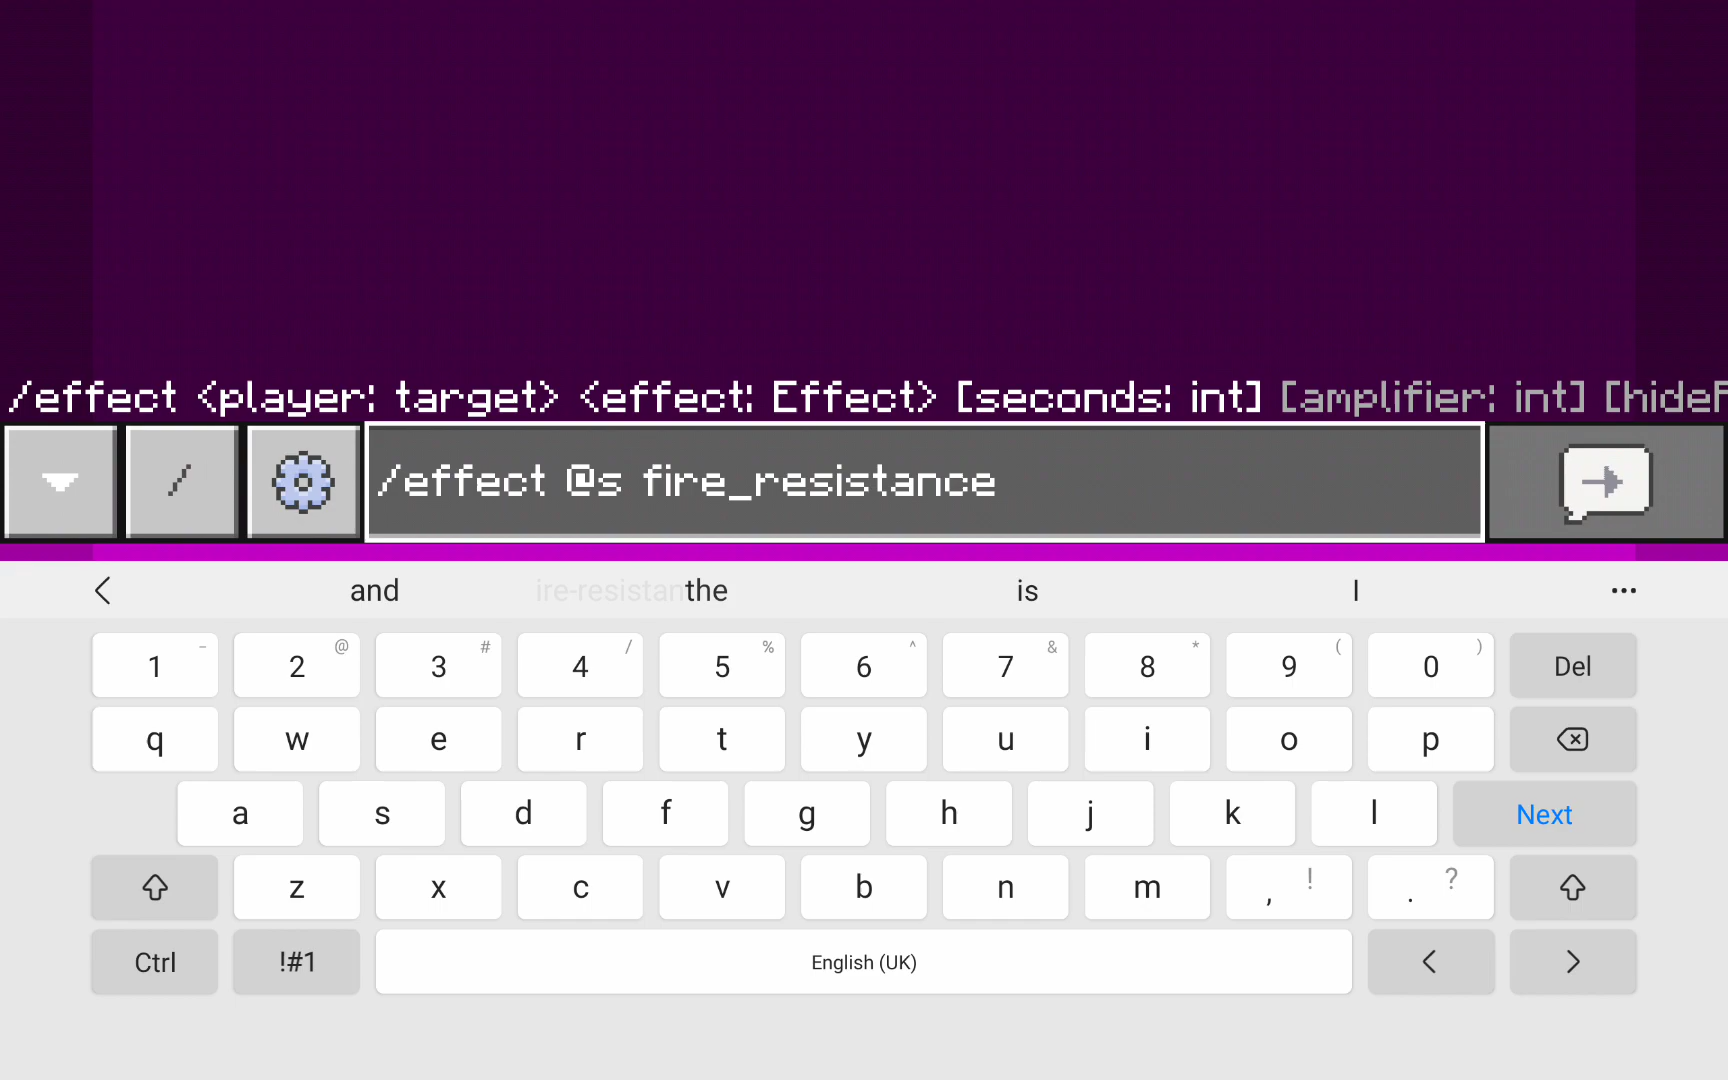 /effect <player: target> <effect: Effect> [seconds: int] [amplifier: int]
/
/effect @s fire_resistance
and the is I •••
1 - 2 @ 3 # 4 / 5 % 6 ^ 7 & 8 * 9 ( 0 ) Del
q w e r t y u i o p
a s d f g h j k l Next
z x c v b n m , ! . ?
Ctrl !#1 English (UK) < >